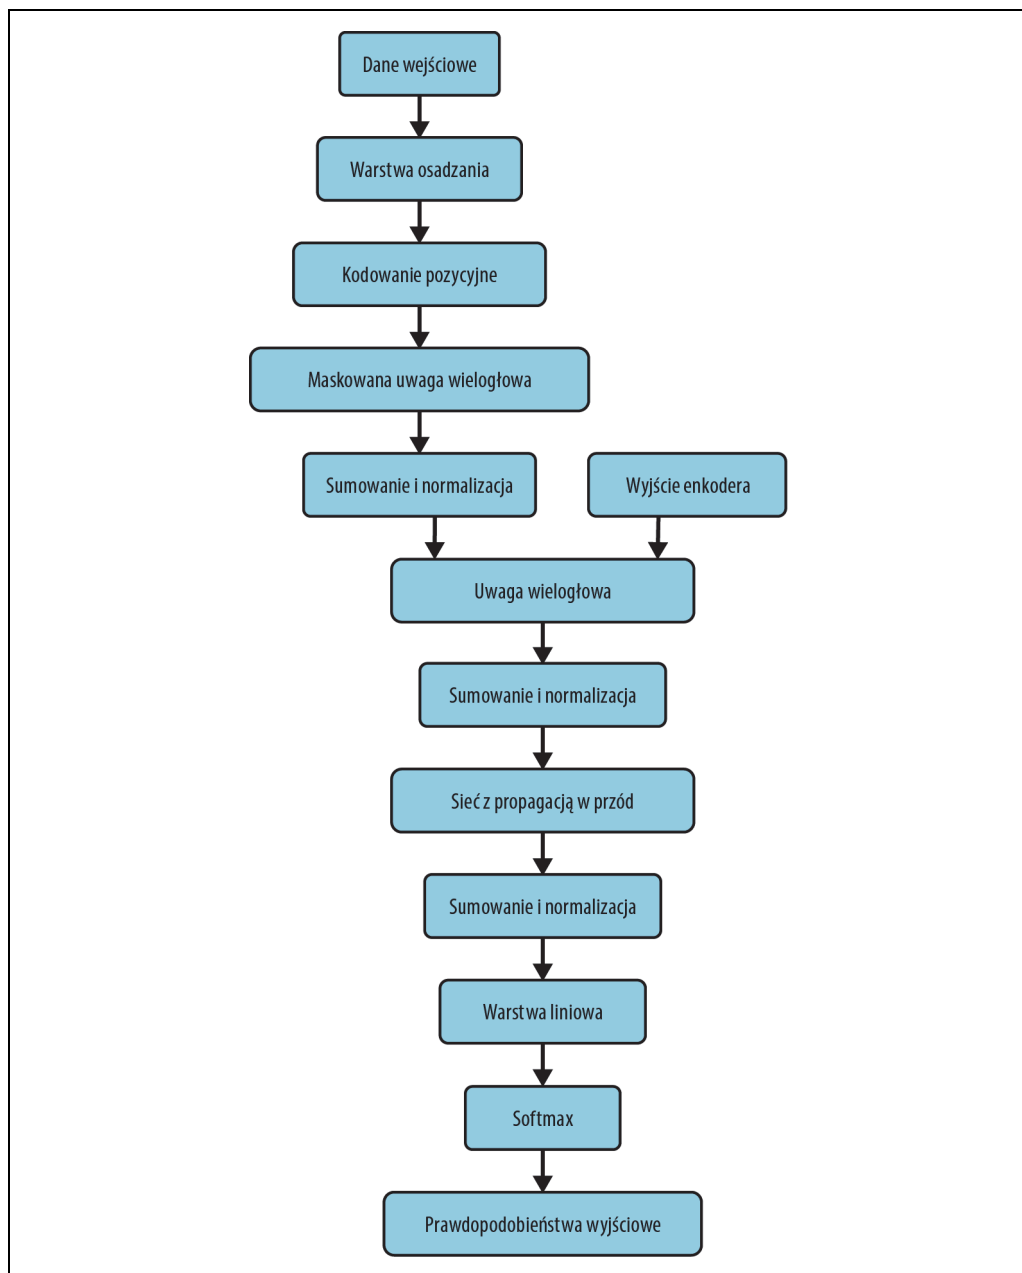 Dane wejściowe
Warstwa osadzania
Kodowanie pozycyjne
Maskowana uwaga wielogłowa
Sumowanie i normalizacja
Wyjście enkodera
Uwaga wielogłowa
Sumowanie i normalizacja
Sieć z propagacją w przód
Sumowanie i normalizacja
Warstwa liniowa
Softmax
Prawdopodobieństwa wyjściowe